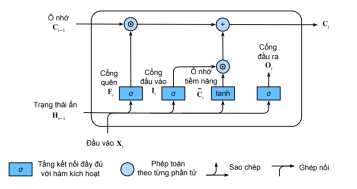 Ô nhớ
C_{t−1}
C_t
Cổng
quên
F_t
Cổng
đầu vào
I_t
Ô nhớ
tiềm năng
C̃_t
Cổng
đầu ra
O_t
σ
σ
tanh
σ
Trạng thái ẩn
H_{t−1}
Đầu vào X_t
σ
Tầng kết nối đầy đủ
với hàm kích hoạt
Phép toán
theo từng phần tử
Sao chép
Ghép nối